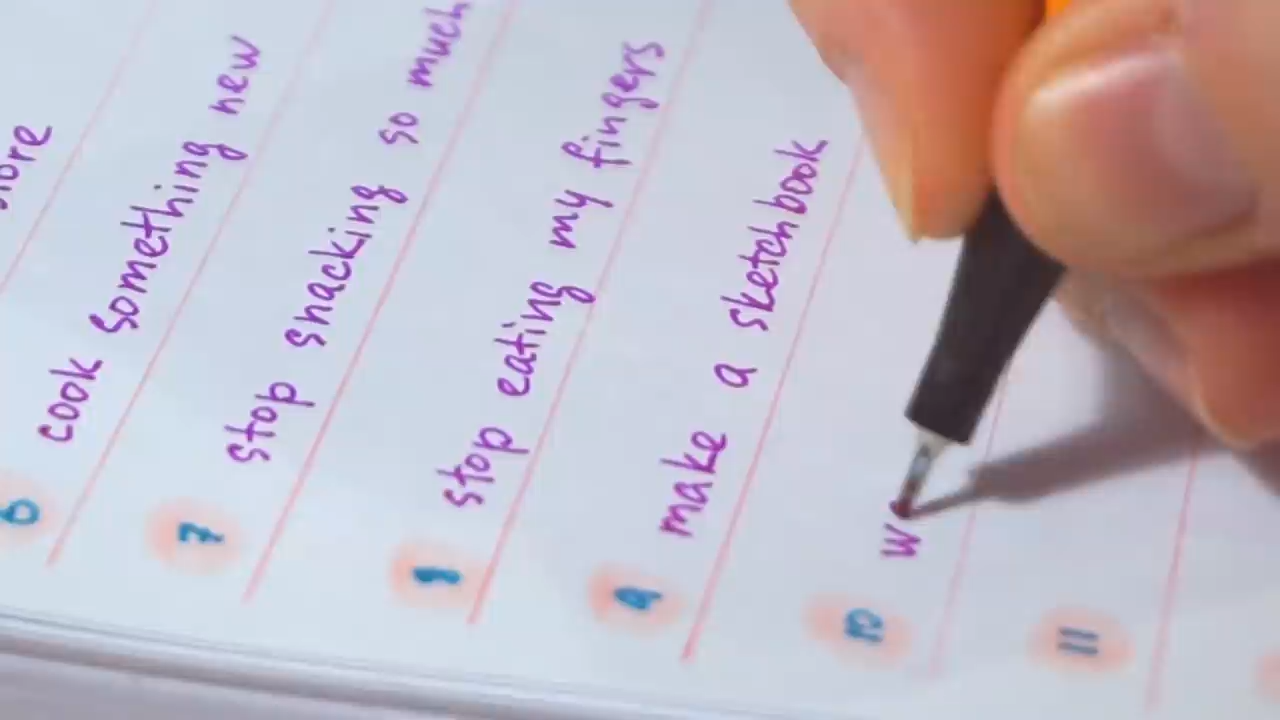 6 cook something new
7 stop snacking so much
8 stop eating my fingers
9 make a sketchbook
10 w
11